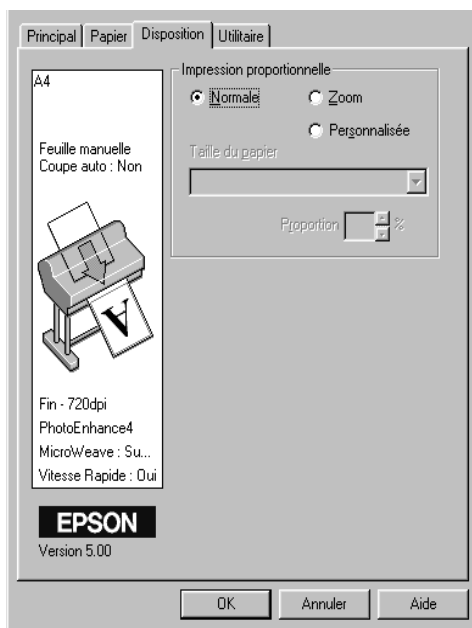 Principal Papier Disposition Utilitaire
A4
Feuille manuelle
Coupe auto : Non
A
Fin - 720dpi
PhotoEnhance4
MicroWeave : Su...
Vitesse Rapide : Oui
EPSON
Version 5.00
Impression proportionnelle
Normale Zoom
Personnalisée
Taille du papier
Proportion %
OK Annuler Aide